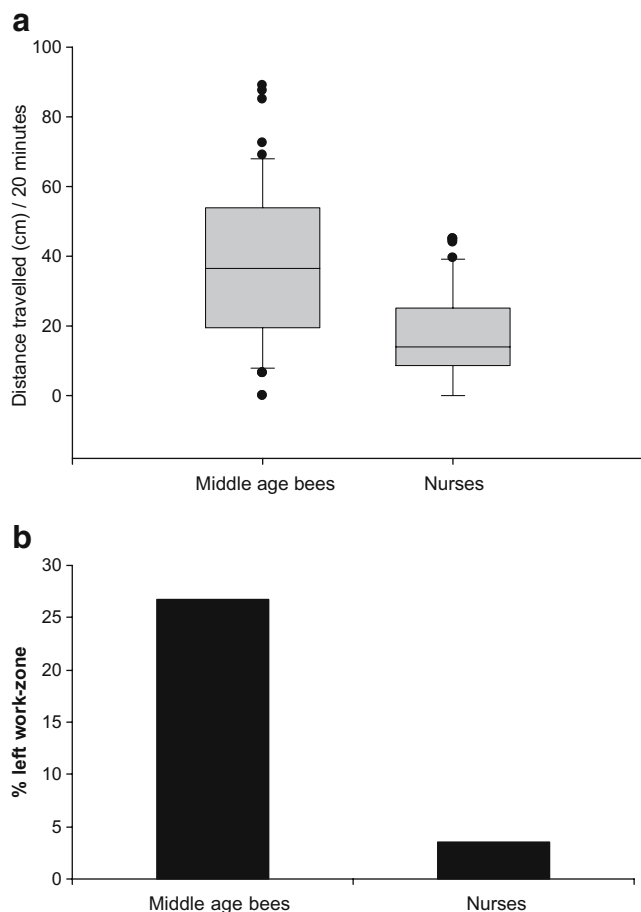 a
Distance travelled (cm) / 20 minutes
100
80
60
40
20
0
Middle age bees Nurses
b
% left work-zone
30
25
20
15
10
5
0
Middle age bees Nurses